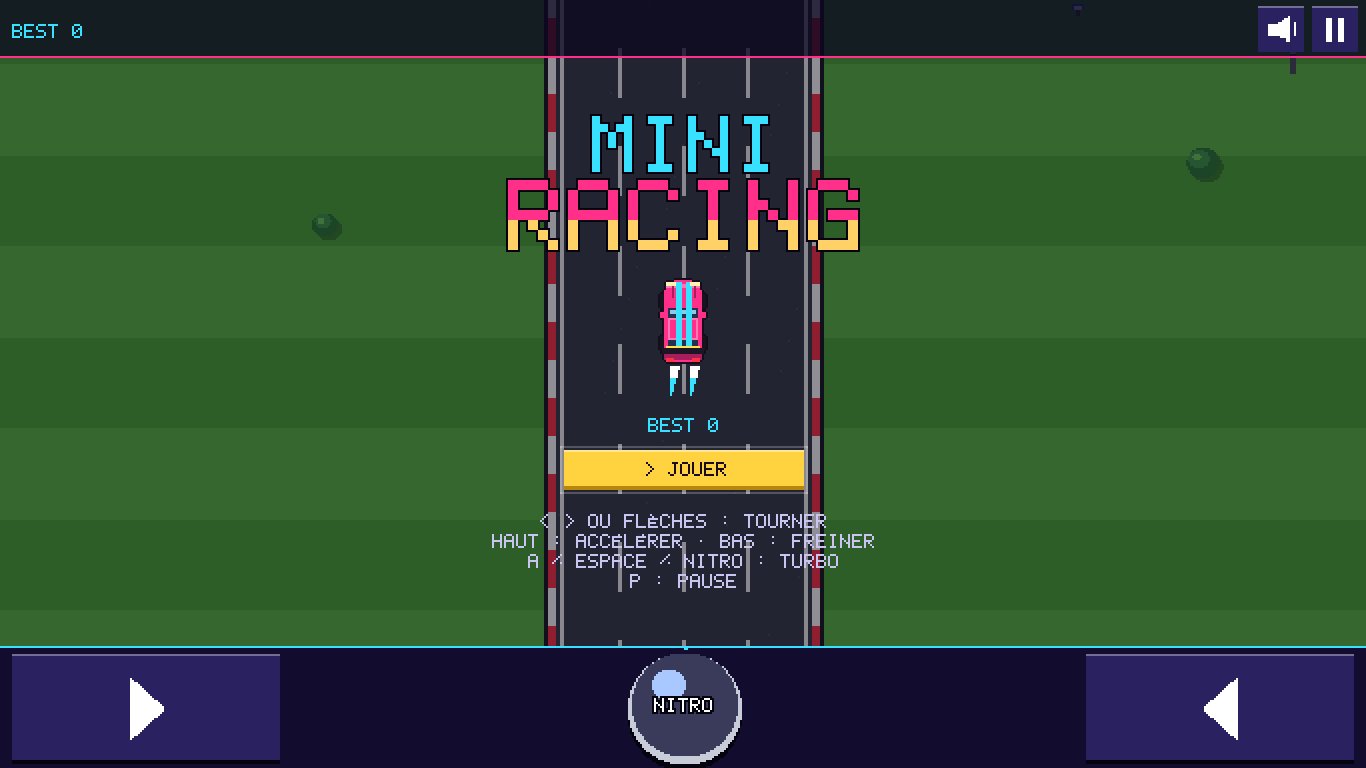 BEST 0
MINI
RACING
BEST 0
> JOUER
< > OU FLèCHES : TOURNER
HAUT : ACCéLéRER · BAS : FREINER
A / ESPACE / NITRO : TURBO
P : PAUSE
NITRO